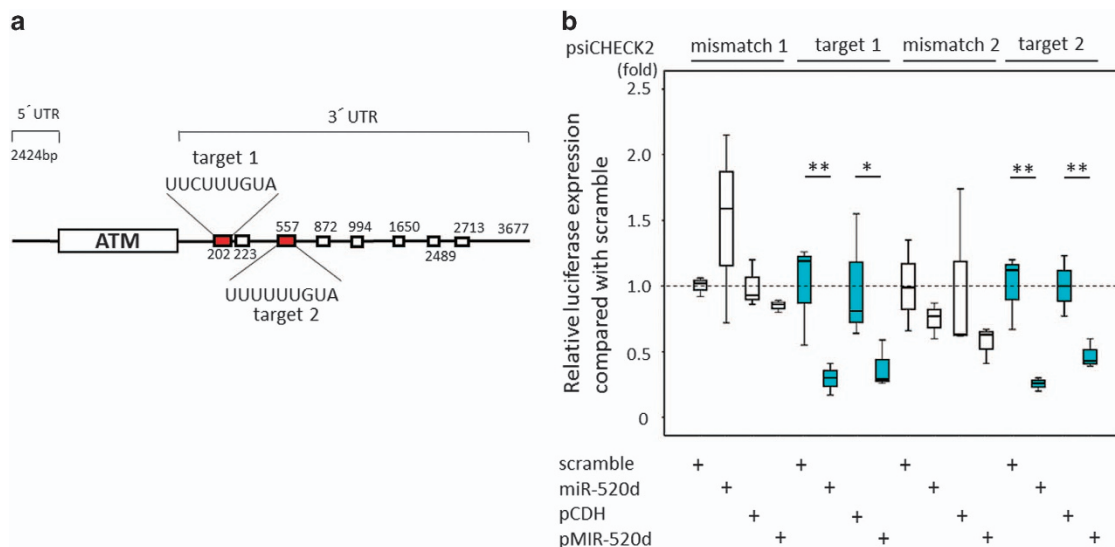 a
5´ UTR
3´ UTR
2424bp
target 1
UUCUUUGUA
ATM
557 872 994 1650 2713 3677
202 223 2489
UUUUUUGUA
target 2
b
psiCHECK2 mismatch 1 target 1 mismatch 2 target 2
(fold)
Relative luciferase expression
compared with scramble
2.5
2.0
** * ** **
1.5
1.0
0.5
0
scramble + + + +
miR-520d + + + +
pCDH + + + +
pMIR-520d + + + +